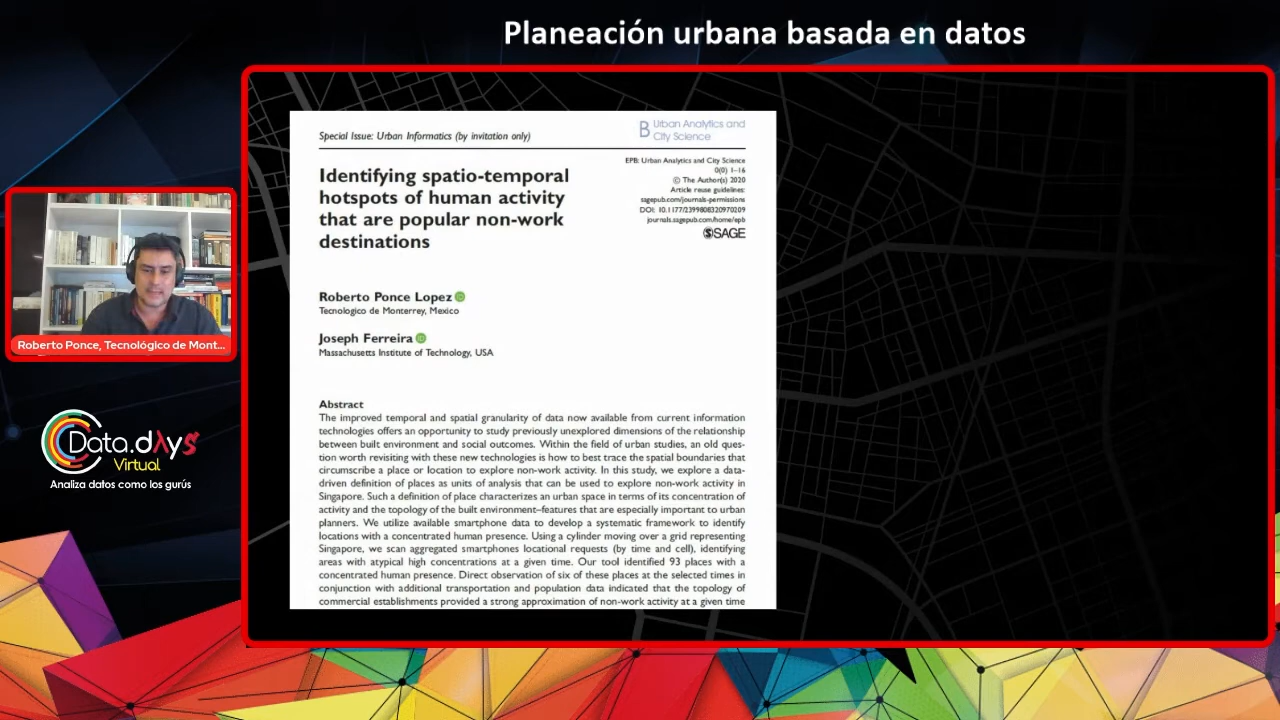 Planeación urbana basada en datos
Special Issue: Urban Informatics (by invitation only)
B Urban Analytics and
City Science
Identifying spatio-temporal
hotspots of human activity
that are popular non-work
destinations
EPB: Urban Analytics and City Science
0(0) 1–16
© The Author(s) 2020
Article reuse guidelines:
sagepub.com/journals-permissions
DOI: 10.1177/2399808320970209
journals.sagepub.com/home/epb
SAGE
Roberto Ponce Lopez
Tecnologico de Monterrey, Mexico
Joseph Ferreira
Massachusetts Institute of Technology, USA
Abstract
The improved temporal and spatial granularity of data now available from current information
technologies offers an opportunity to study previously unexplored dimensions of the relationship
between built environment and social outcomes. Within the field of urban studies, an old ques-
tion worth revisiting with these new technologies is how to best trace the spatial boundaries that
circumscribe a place or location to explore non-work activity. In this study, we explore a data-
driven definition of places as units of analysis that can be used to explore non-work activity in
Singapore. Such a definition of place characterizes an urban space in terms of its concentration of
activity and the topology of the built environment–features that are especially important to urban
planners. We utilize available smartphone data to develop a systematic framework to identify
locations with a concentrated human presence. Using a cylinder moving over a grid representing
Singapore, we scan aggregated smartphones locational requests (by time and cell), identifying
areas with atypical high concentrations at a given time. Our tool identified 93 places with a
concentrated human presence. Direct observation of six of these places at the selected times in
conjunction with additional transportation and population data indicated that the topology of
commercial establishments provided a strong approximation of non-work activity at a given time
Roberto Ponce, Tecnológico de Mont...
Data.dAys
Virtual
Analiza datos como los gurús